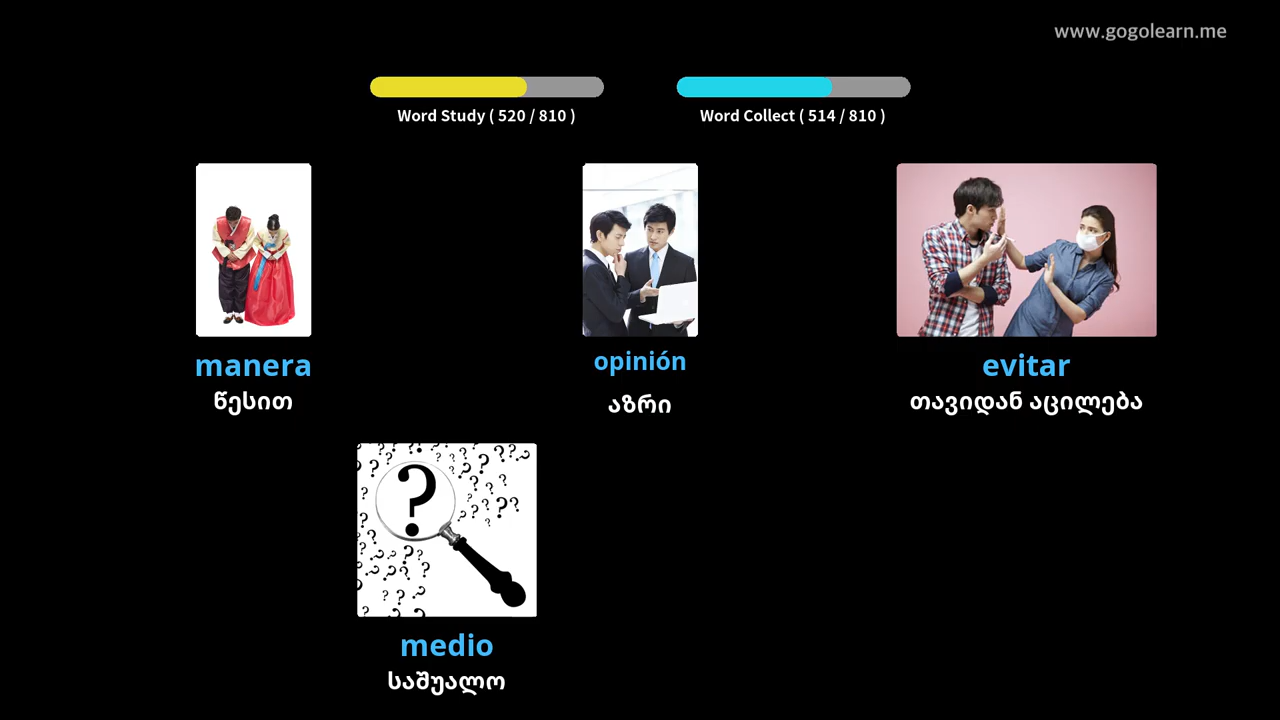 www.gogolearn.me
Word Study ( 520 / 810 )
Word Collect ( 514 / 810 )
manera
წესით
opinión
აზრი
evitar
თავიდან აცილება
medio
საშუალო